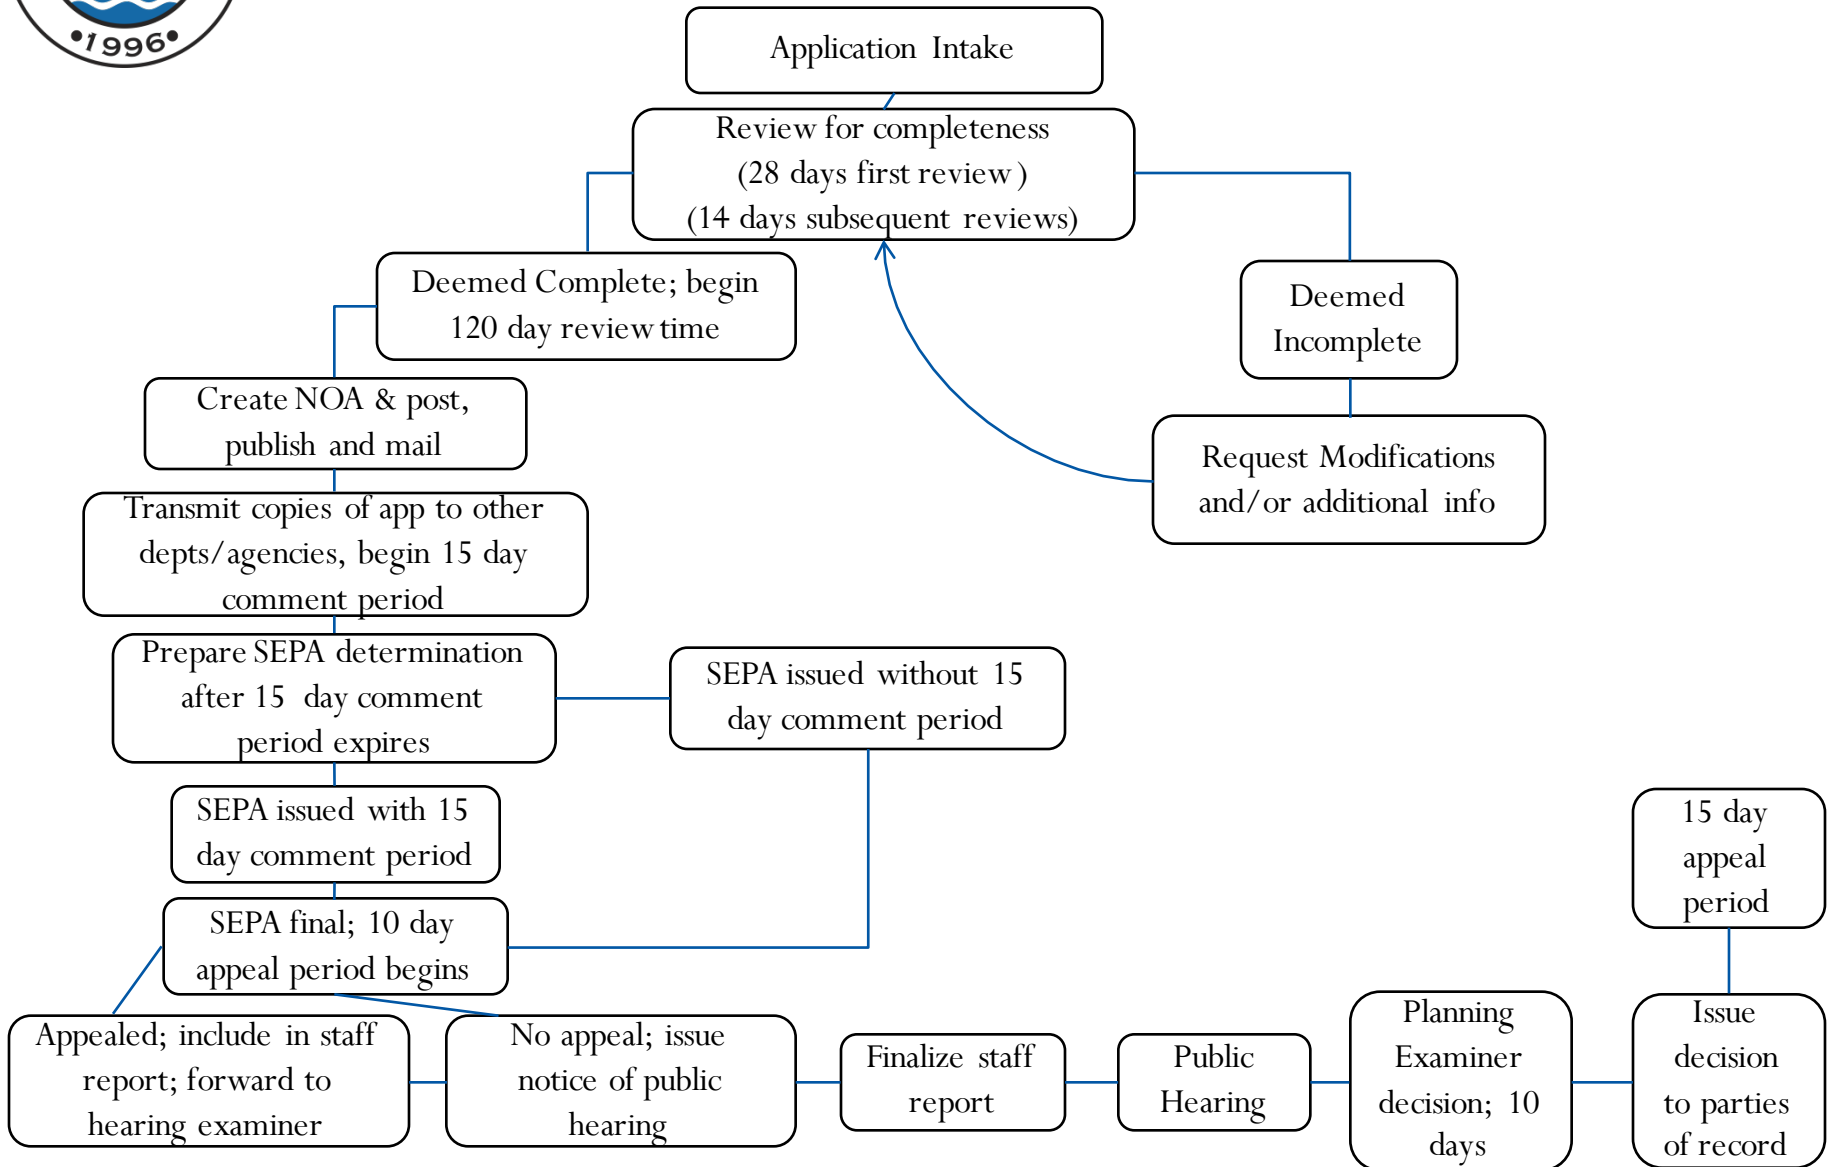 •1996•
Application Intake
Review for completeness
(28 days first review)
(14 days subsequent reviews)
Deemed Complete; begin
120 day review time
Deemed
Incomplete
Create NOA & post,
publish and mail
Request Modifications
and/or additional info
Transmit copies of app to other
depts/agencies, begin 15 day
comment period
Prepare SEPA determination
after 15 day comment
period expires
SEPA issued without 15
day comment period
SEPA issued with 15
day comment period
SEPA final; 10 day
appeal period begins
Appealed; include in staff
report; forward to
hearing examiner
No appeal; issue
notice of public
hearing
Finalize staff
report
Public
Hearing
Planning
Examiner
decision; 10
days
Issue
decision
to parties
of record
15 day
appeal
period